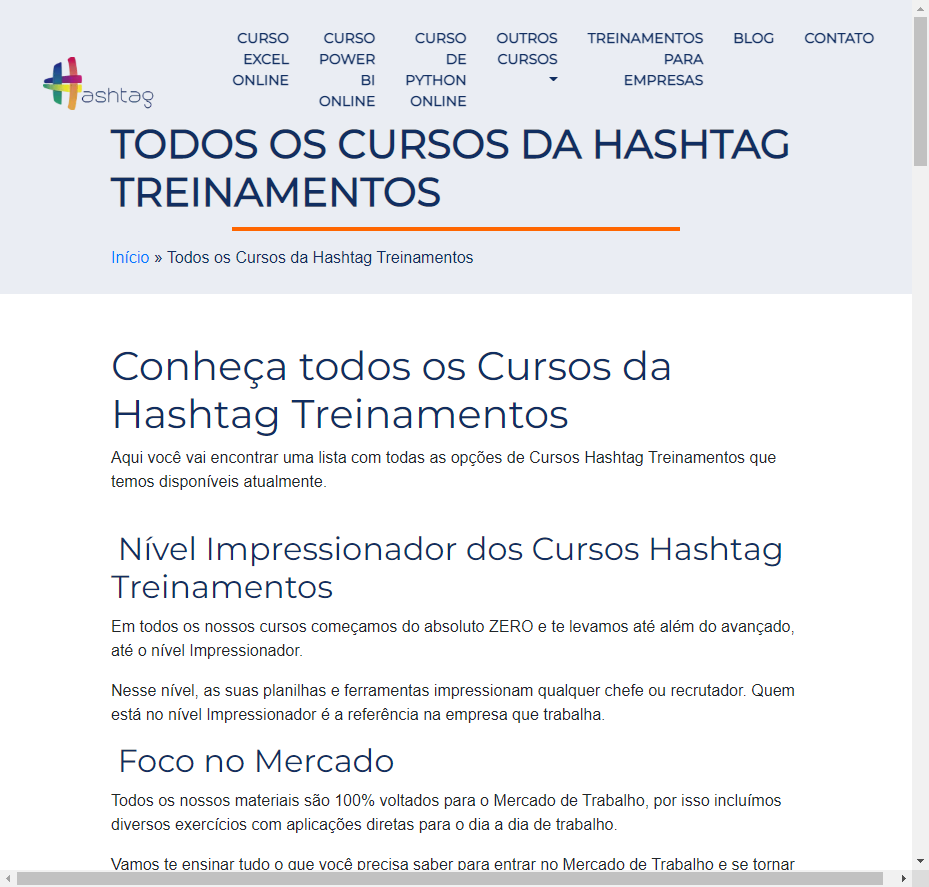 CURSO EXCEL ONLINE
CURSO POWER BI ONLINE
CURSO DE PYTHON ONLINE
OUTROS CURSOS
TREINAMENTOS PARA EMPRESAS
BLOG
CONTATO
ashtag
TODOS OS CURSOS DA HASHTAG
TREINAMENTOS
Início » Todos os Cursos da Hashtag Treinamentos
Conheça todos os Cursos da
Hashtag Treinamentos
Aqui você vai encontrar uma lista com todas as opções de Cursos Hashtag Treinamentos que
temos disponíveis atualmente.
Nível Impressionador dos Cursos Hashtag
Treinamentos
Em todos os nossos cursos começamos do absoluto ZERO e te levamos até além do avançado,
até o nível Impressionador.
Nesse nível, as suas planilhas e ferramentas impressionam qualquer chefe ou recrutador. Quem
está no nível Impressionador é a referência na empresa que trabalha.
Foco no Mercado
Todos os nossos materiais são 100% voltados para o Mercado de Trabalho, por isso incluímos
diversos exercícios com aplicações diretas para o dia a dia de trabalho.
Vamos te ensinar tudo o que você precisa saber para entrar no Mercado de Trabalho e se tornar